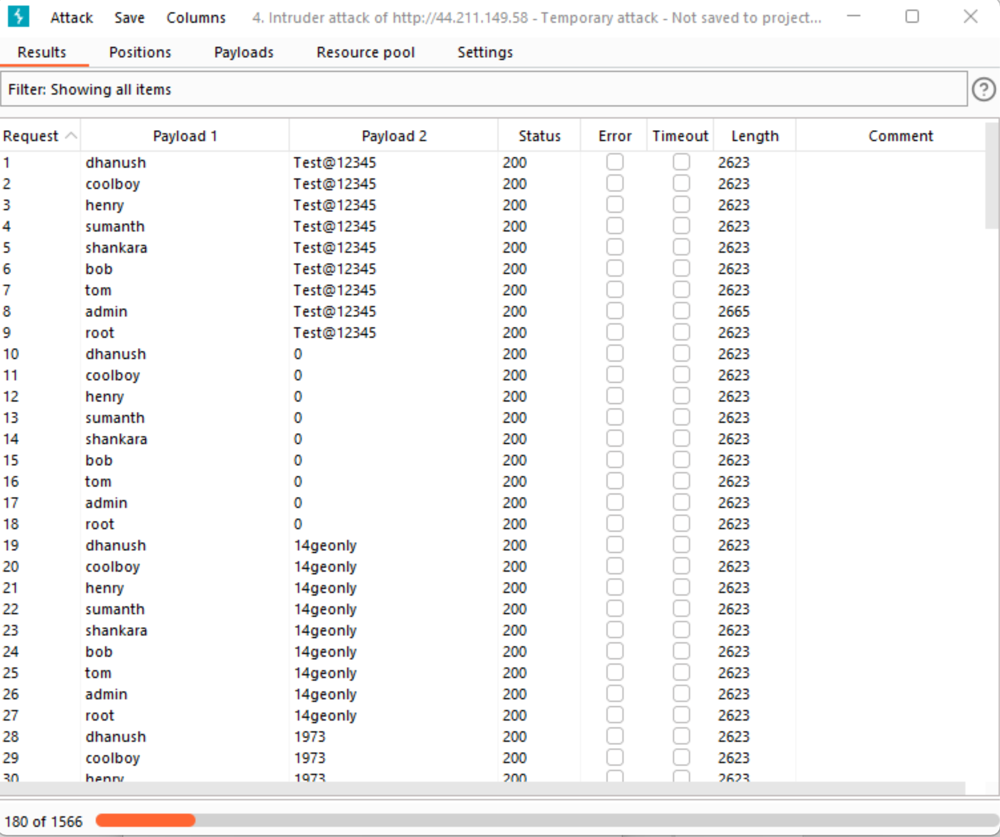 Attack Save Columns 4. Intruder attack of http://44.211.149.58 - Temporary attack - Not saved to project...
Results Positions Payloads Resource pool Settings
Filter: Showing all items ?
Request Payload 1 Payload 2 Status Error Timeout Length Comment
1 dhanush Test@12345 200 2623
2 coolboy Test@12345 200 2623
3 henry Test@12345 200 2623
4 sumanth Test@12345 200 2623
5 shankara Test@12345 200 2623
6 bob Test@12345 200 2623
7 tom Test@12345 200 2623
8 admin Test@12345 200 2665
9 root Test@12345 200 2623
10 dhanush 0 200 2623
11 coolboy 0 200 2623
12 henry 0 200 2623
13 sumanth 0 200 2623
14 shankara 0 200 2623
15 bob 0 200 2623
16 tom 0 200 2623
17 admin 0 200 2623
18 root 0 200 2623
19 dhanush 14geonly 200 2623
20 coolboy 14geonly 200 2623
21 henry 14geonly 200 2623
22 sumanth 14geonly 200 2623
23 shankara 14geonly 200 2623
24 bob 14geonly 200 2623
25 tom 14geonly 200 2623
26 admin 14geonly 200 2623
27 root 14geonly 200 2623
28 dhanush 1973 200 2623
29 coolboy 1973 200 2623
30 henry 1973 200 2623
180 of 1566